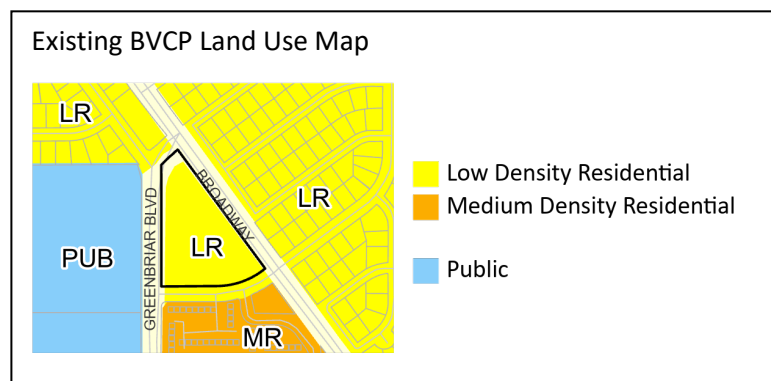 Existing BVCP Land Use Map
LR
BROADWAY
LR
GREENBRIAR BLVD
LR
PUB
MR
Low Density Residential
Medium Density Residential
Public